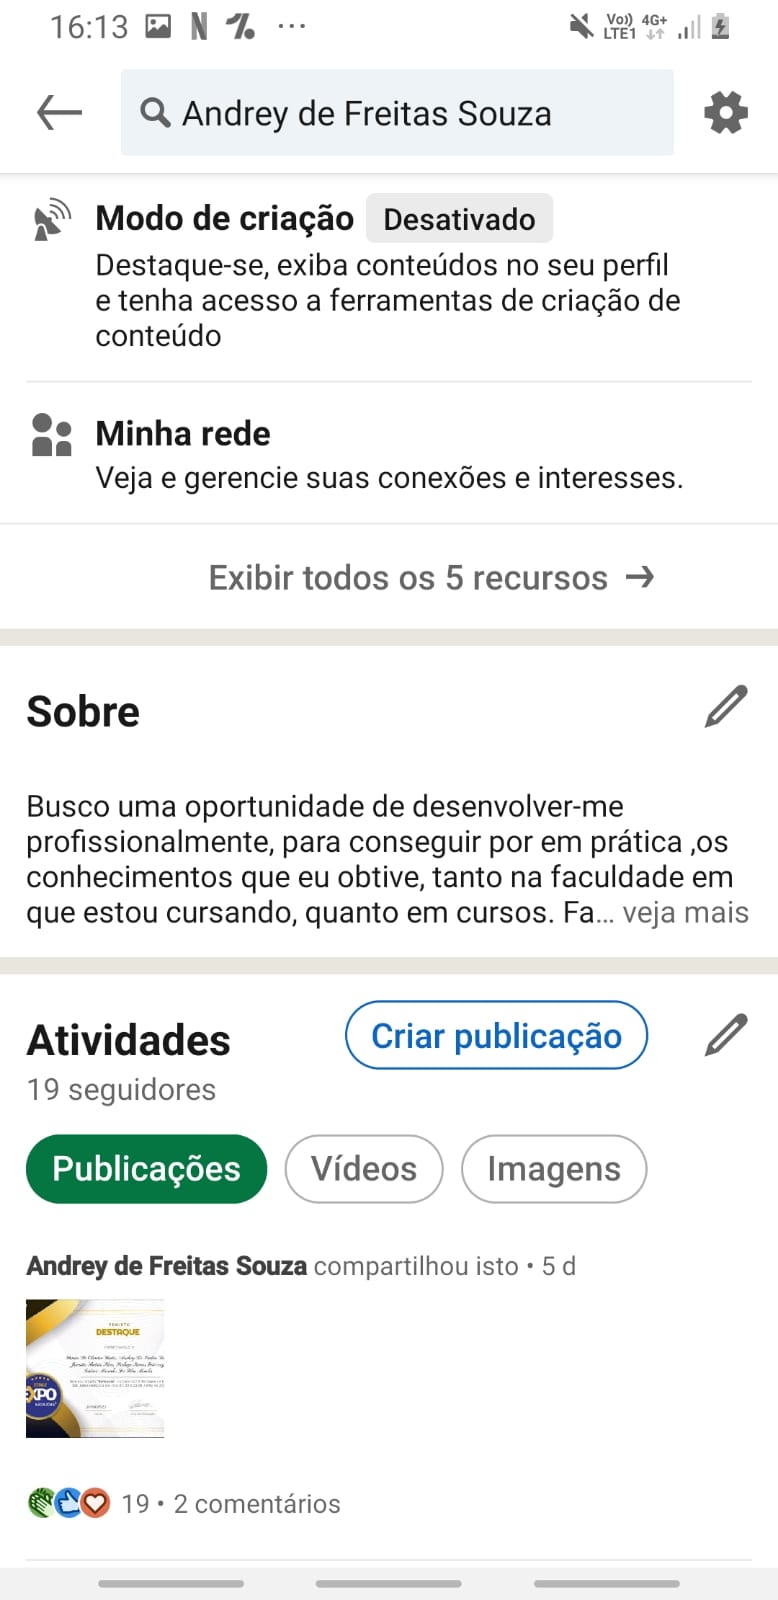 16:13
Vo)) 4G+
LTE1
Andrey de Freitas Souza
Modo de criação Desativado
Destaque-se, exiba conteúdos no seu perfil
e tenha acesso a ferramentas de criação de
conteúdo
Minha rede
Veja e gerencie suas conexões e interesses.
Exibir todos os 5 recursos →
Sobre
Busco uma oportunidade de desenvolver-me
profissionalmente, para conseguir por em prática ,os
conhecimentos que eu obtive, tanto na faculdade em
que estou cursando, quanto em cursos. Fa... veja mais
Atividades
Criar publicação
19 seguidores
Publicações Vídeos Imagens
Andrey de Freitas Souza compartilhou isto • 5 d
DESTAQUE
XPO
19 • 2 comentários